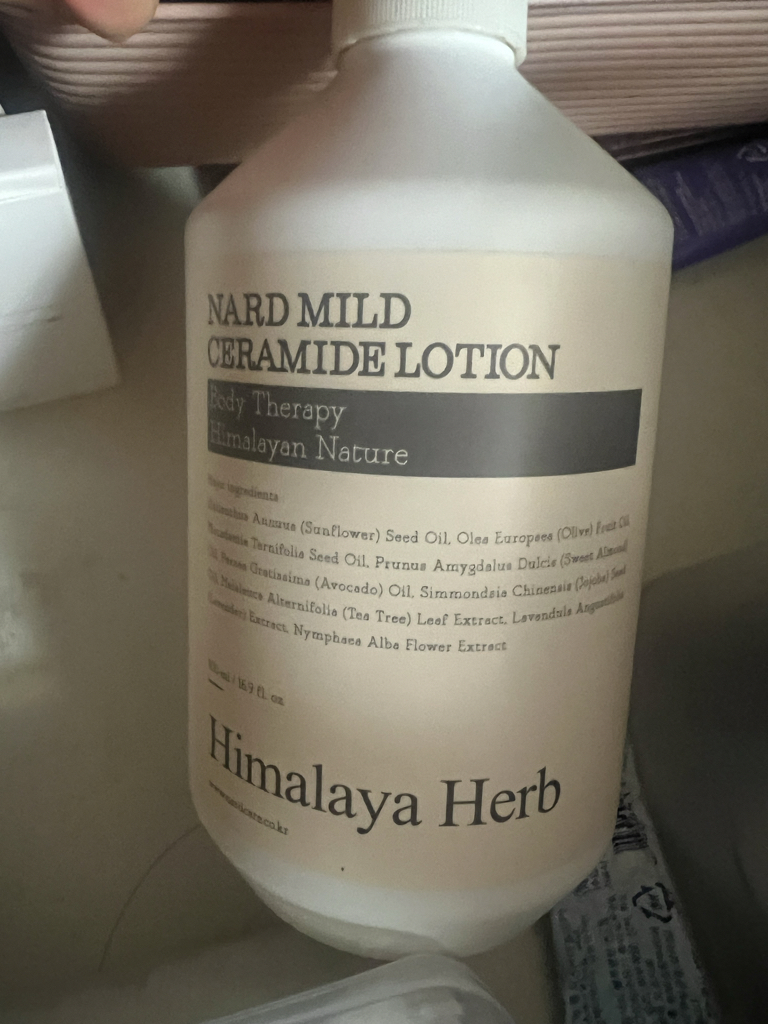 NARD MILD
CERAMIDE LOTION
Body Therapy
Himalayan Nature
Major ingredients
Annuus (Sunflower) Seed Oil, Olea Europaea (Olive) Fruit Oil,
Ternifolia Seed Oil, Prunus Amygdalus Dulcis (Sweet Almond)
Oil, Persea Gratissima (Avocado) Oil, Simmondsia Chinensis (Jojoba) Seed
Oil, Melaleuca Alternifolia (Tea Tree) Leaf Extract, Lavandula Angustifolia
(Lavender) Extract, Nymphaea Alba Flower Extract
ml / 16.9 fl. oz
Himalaya Herb